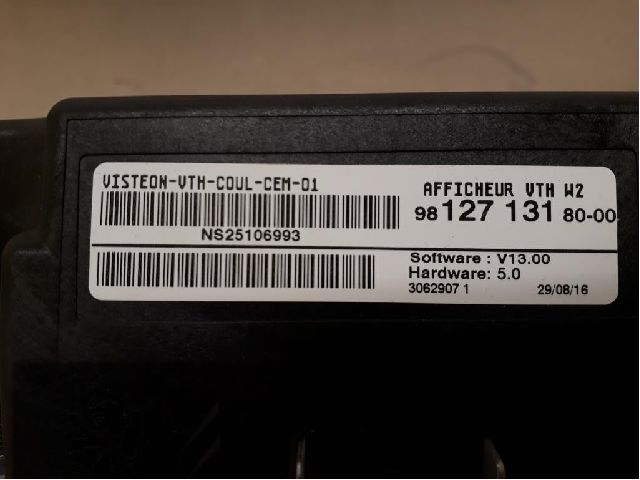 VISTEON-VTH-COUL-CEM-01
NS25106993
AFFICHEUR VTH W2
98 127 131 80-00
Software : V13.00
Hardware: 5.0
3062907 1 29/08/16